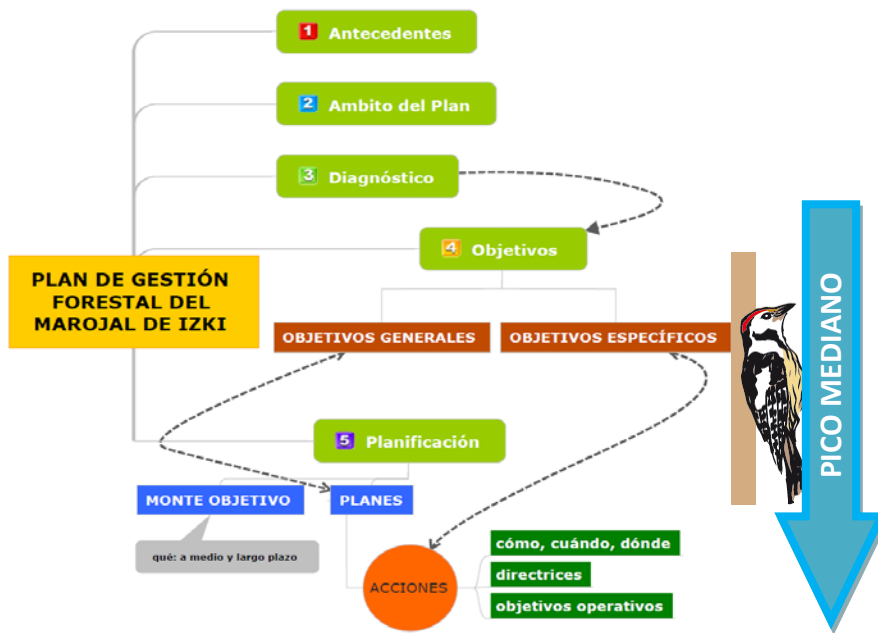 1 Antecedentes
2 Ambito del Plan
3 Diagnóstico
4 Objetivos
PLAN DE GESTIÓN
FORESTAL DEL
MAROJAL DE IZKI
OBJETIVOS GENERALES
OBJETIVOS ESPECÍFICOS
PICO MEDIANO
5 Planificación
MONTE OBJETIVO
PLANES
qué: a medio y largo plazo
ACCIONES
cómo, cuándo, dónde
directrices
objetivos operativos